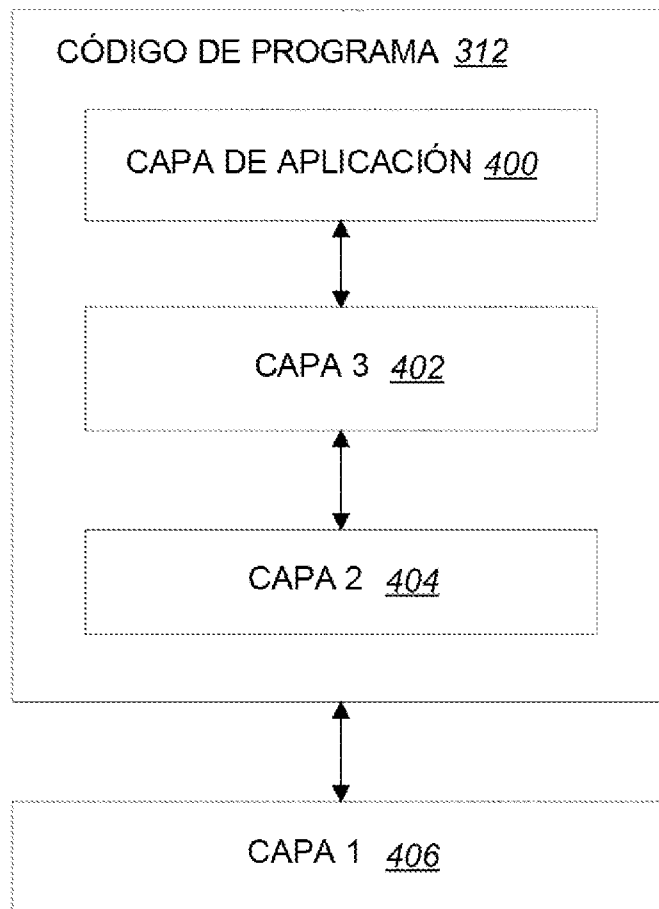 CÓDIGO DE PROGRAMA 312
CAPA DE APLICACIÓN 400
CAPA 3 402
CAPA 2 404
CAPA 1 406